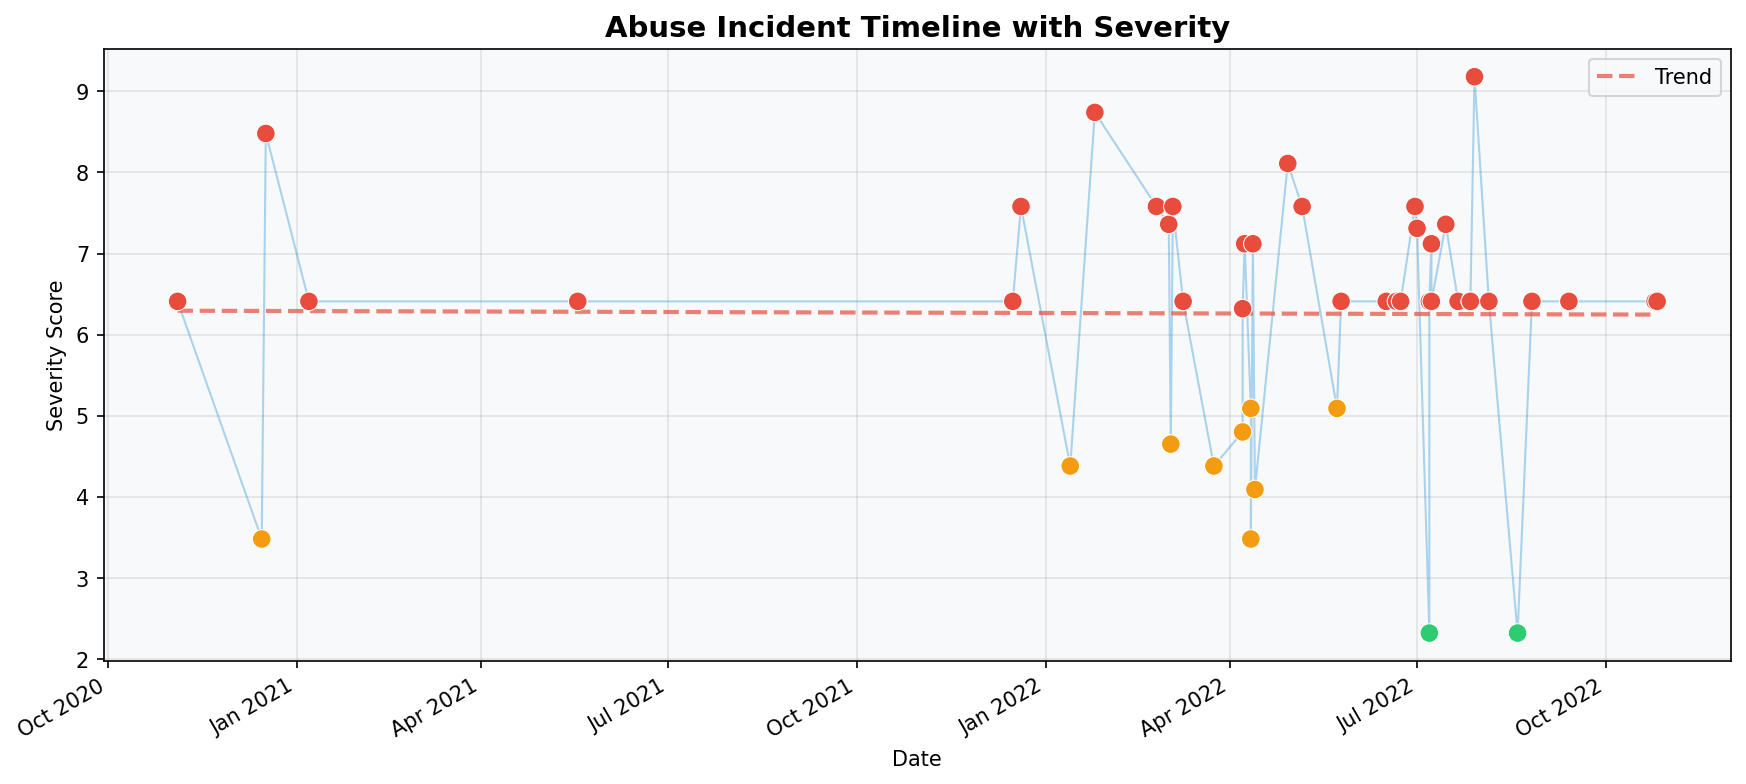 Abuse Incident Timeline with Severity
Trend
Severity Score
9
8
7
6
5
4
3
2
Oct 2020
Jan 2021
Apr 2021
Jul 2021
Oct 2021
Jan 2022
Apr 2022
Jul 2022
Oct 2022
Date